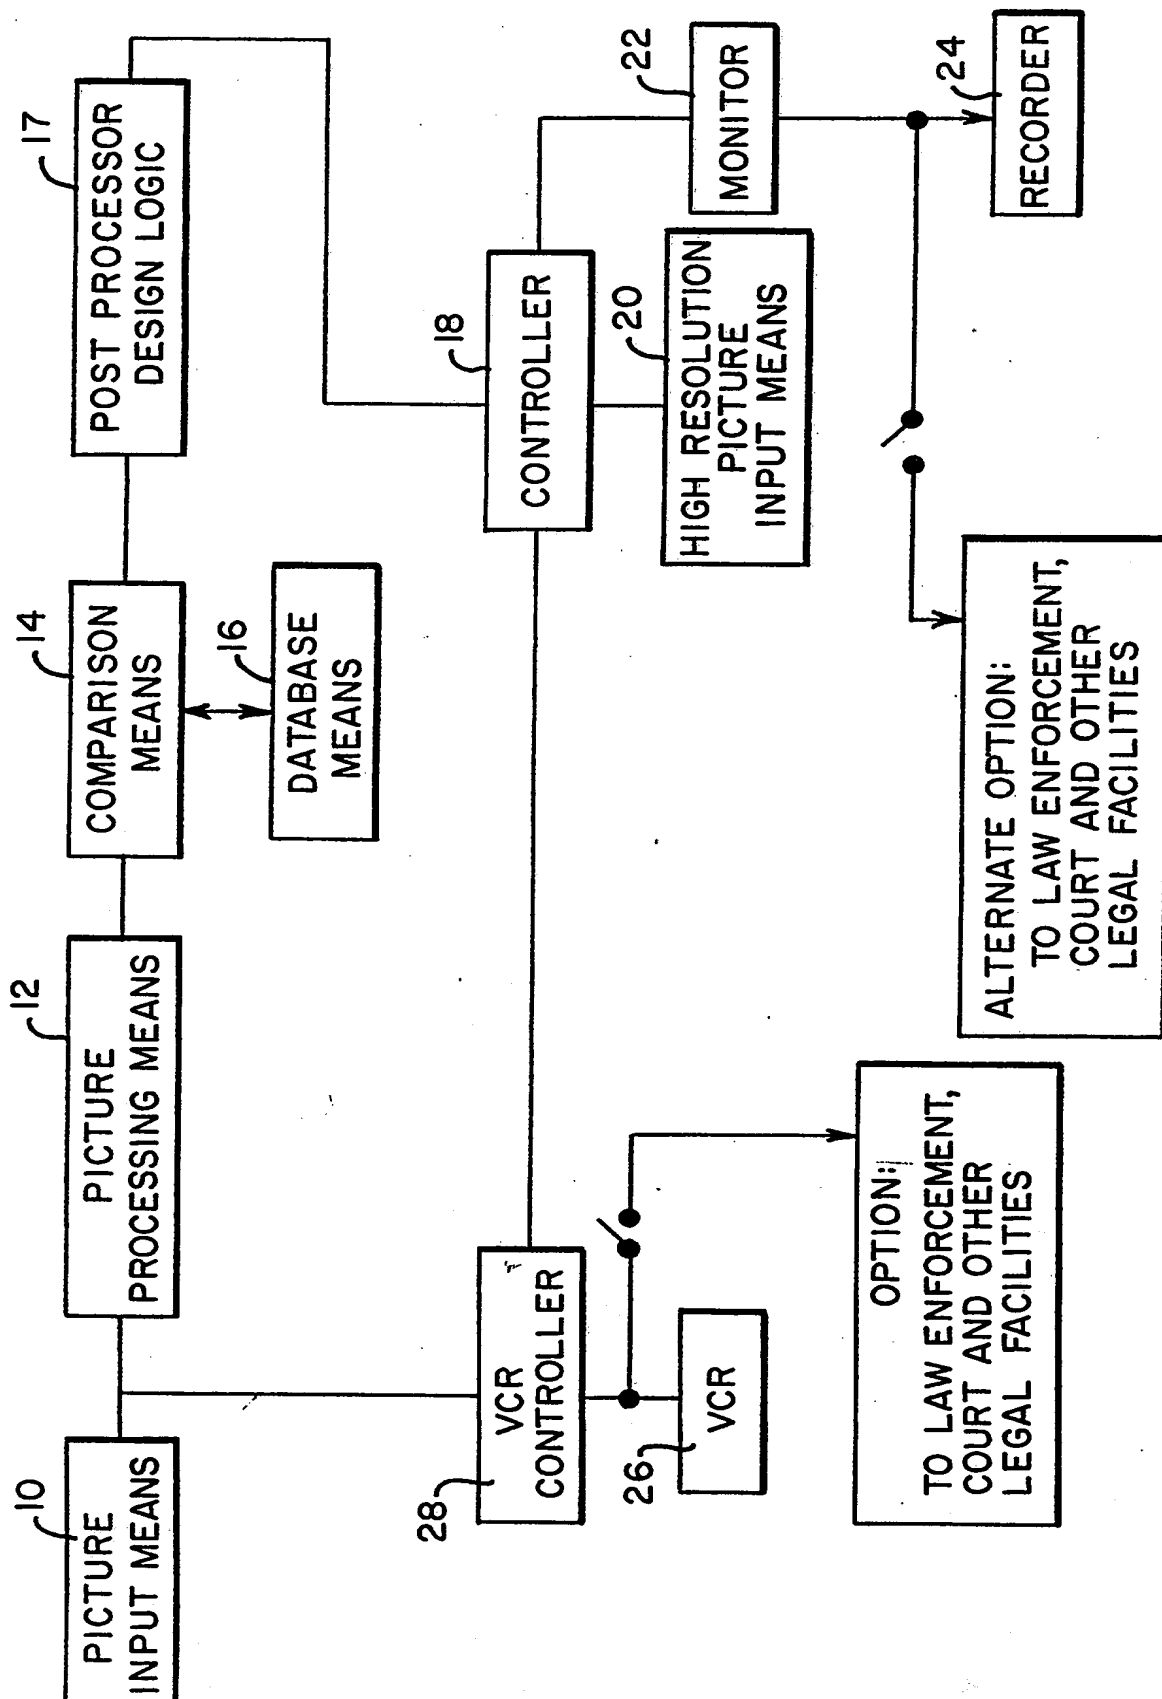 10
PICTURE
INPUT MEANS
12
PICTURE
PROCESSING MEANS
14
COMPARISON
MEANS
16
DATABASE
MEANS
17
POST PROCESSOR
DESIGN LOGIC
28
VCR
CONTROLLER
18
CONTROLLER
26
VCR
20
HIGH RESOLUTION
PICTURE
INPUT MEANS
22
MONITOR
24
RECORDER
OPTION:
TO LAW ENFORCEMENT,
COURT AND OTHER
LEGAL FACILITIES
ALTERNATE OPTION:
TO LAW ENFORCEMENT,
COURT AND OTHER
LEGAL FACILITIES